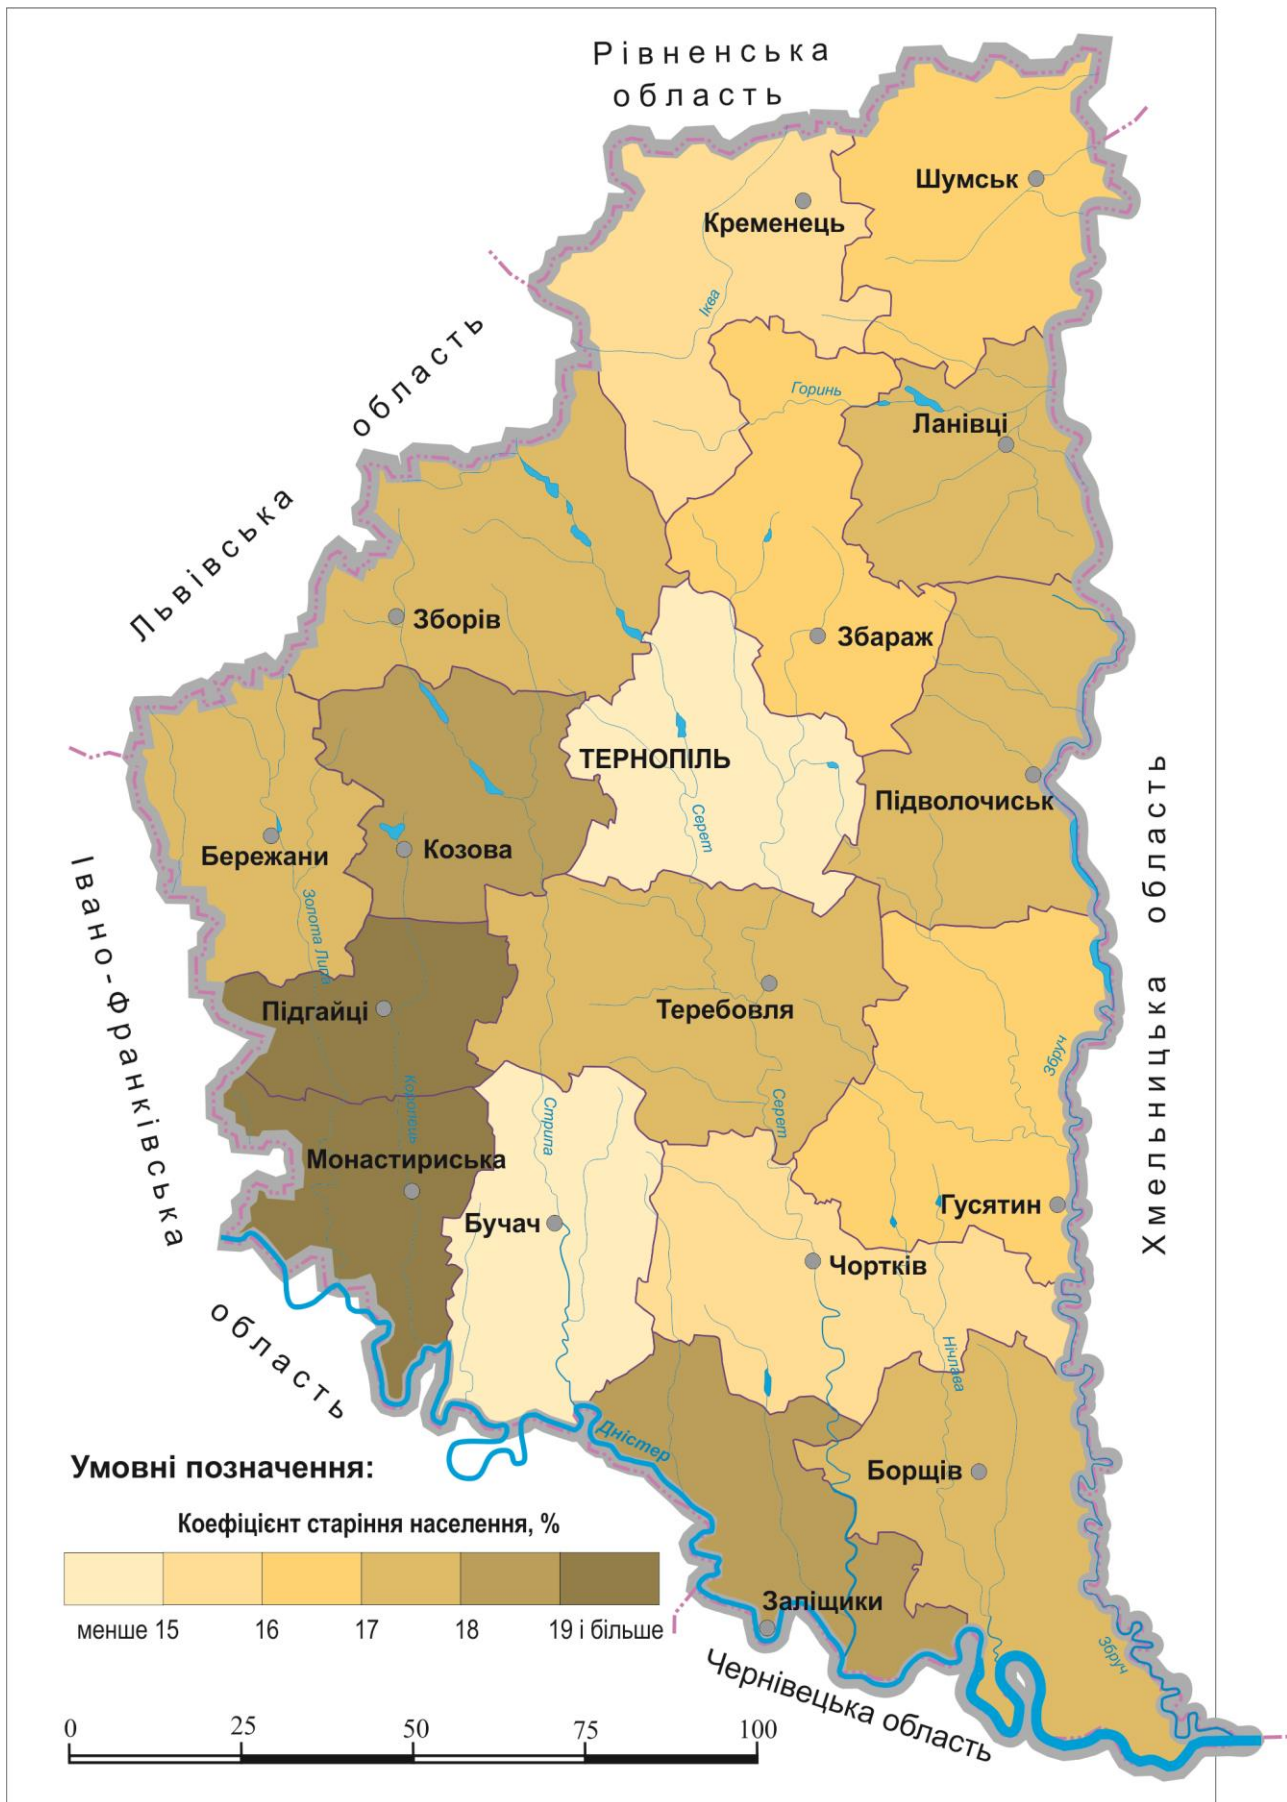 Рівненська
область
Шумськ
Кременець
Іква
Львівська область
Горинь
Ланівці
Зборів
Збараж
ТЕРНОПІЛЬ
Підволочиськ
Серет
Козова
Бережани
Золота Липа
Івано-Франківська
область
Хмельницька область
Підгайці
Теребовля
Збруч
Коропець
Стрипа
Серет
Монастириська
Бучач
Гусятин
Чортків
Нічлава
Дністер
Борщів
Заліщики
Збруч
Чернівецька область
Умовні позначення:
Коефіцієнт старіння населення, %
менше 15 16 17 18 19 і більше
0 25 50 75 100